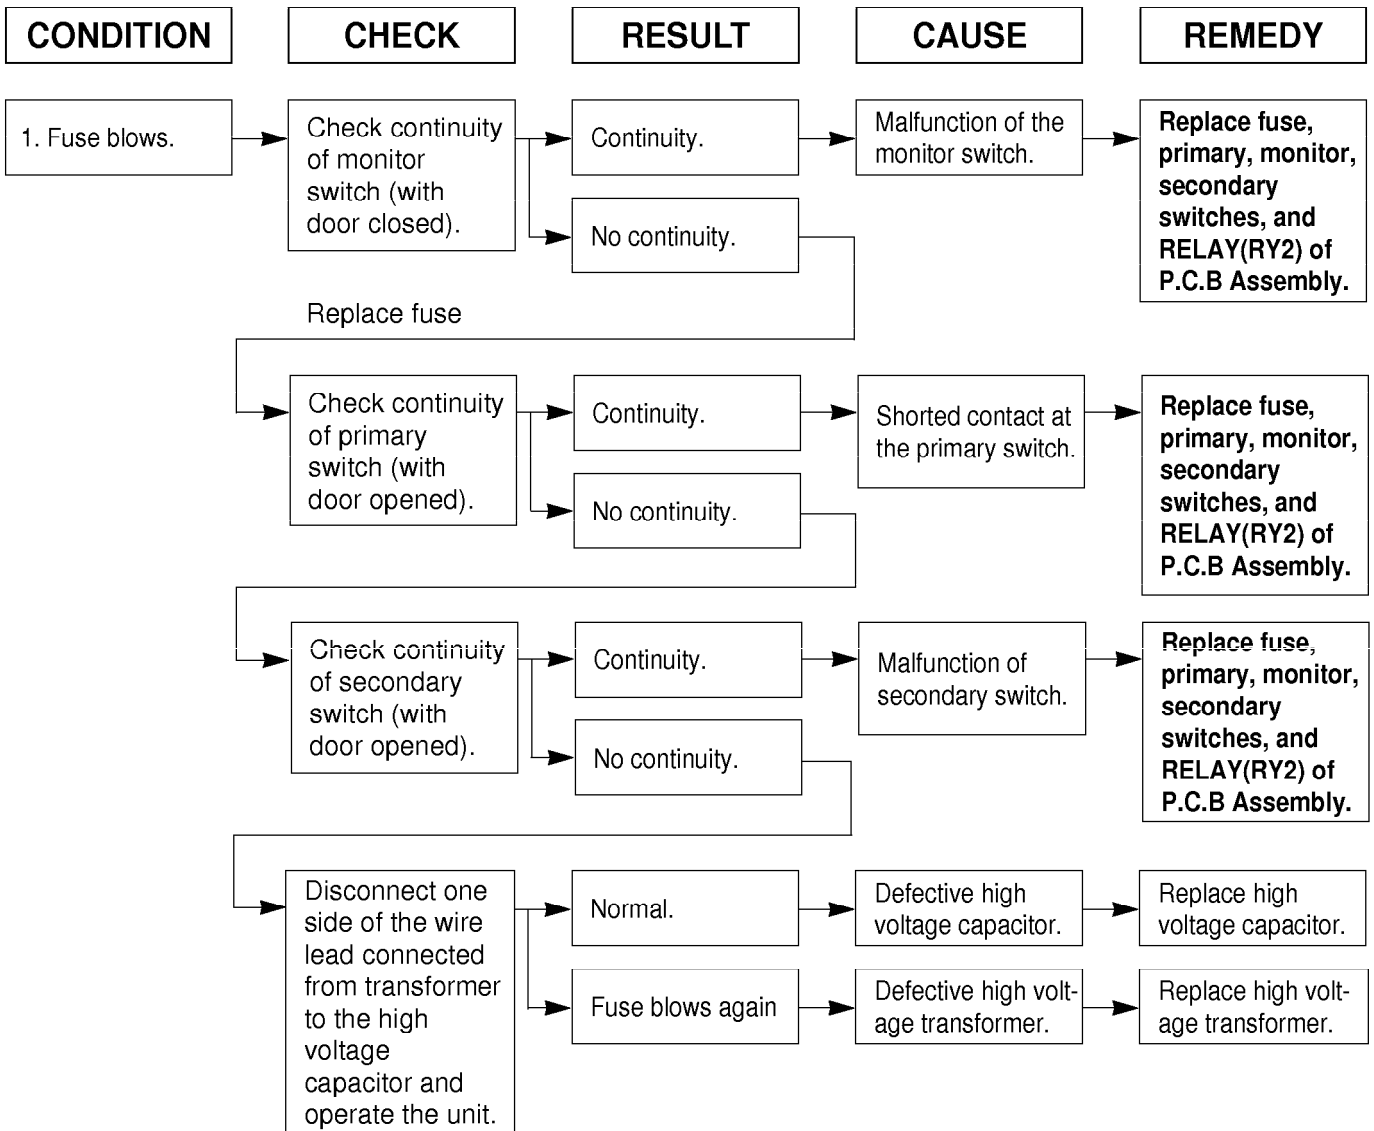 CONDITION
CHECK
RESULT
CAUSE
REMEDY
1. Fuse blows.
Check continuity
of monitor
switch (with
door closed).
Continuity.
Malfunction of the
monitor switch.
Replace fuse,
primary, monitor,
secondary
switches, and
RELAY(RY2) of
P.C.B Assembly.
No continuity.
Replace fuse
Check continuity
of primary
switch (with
door opened).
Continuity.
Shorted contact at
the primary switch.
Replace fuse,
primary, monitor,
secondary
switches, and
RELAY(RY2) of
P.C.B Assembly.
No continuity.
Check continuity
of secondary
switch (with
door opened).
Continuity.
Malfunction of
secondary switch.
Replace fuse,
primary, monitor,
secondary
switches, and
RELAY(RY2) of
P.C.B Assembly.
No continuity.
Disconnect one
side of the wire
lead connected
from transformer
to the high
voltage
capacitor and
operate the unit.
Normal.
Defective high
voltage capacitor.
Replace high
voltage capacitor.
Fuse blows again
Defective high volt-
age transformer.
Replace high volt-
age transformer.